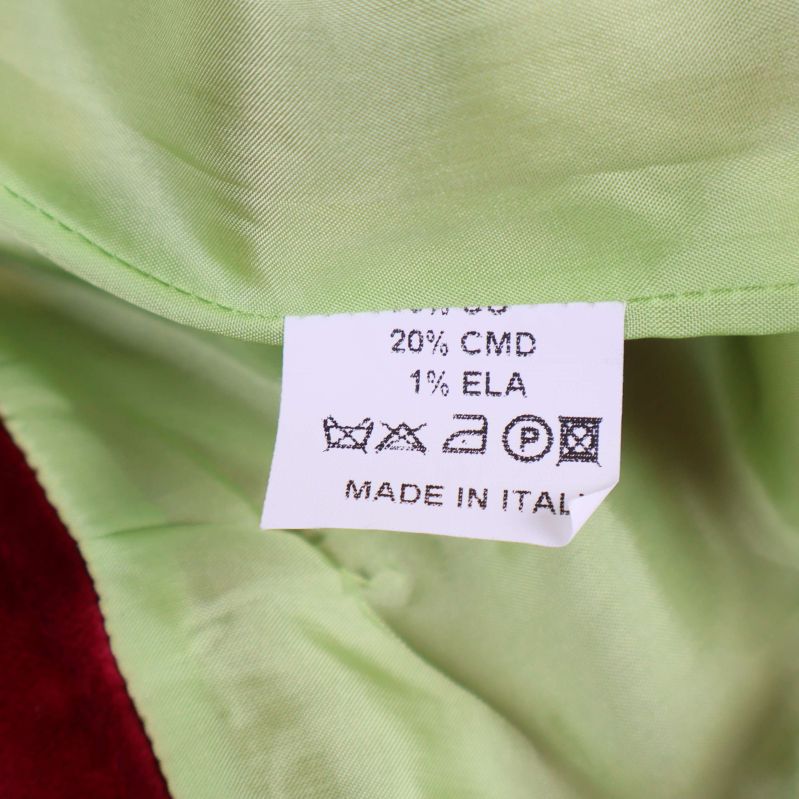 20% CMD
1% ELA
P
MADE IN ITAL